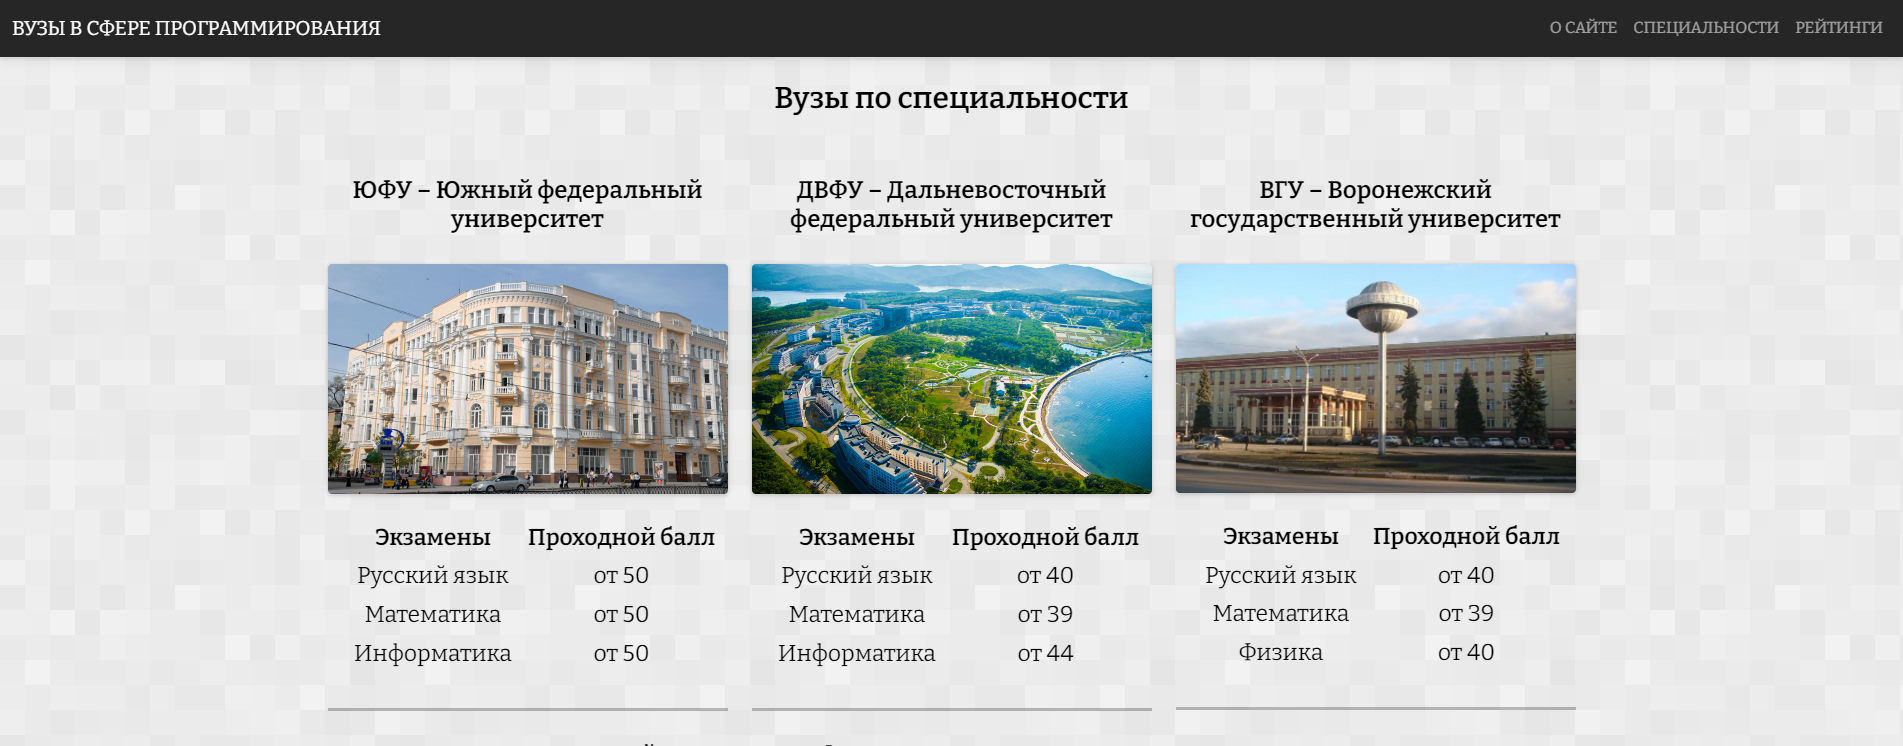 ВУЗЫ В СФЕРЕ ПРОГРАММИРОВАНИЯ
О САЙТЕ СПЕЦИАЛЬНОСТИ РЕЙТИНГИ
Вузы по специальности
ЮФУ – Южный федеральный
университет
Экзамены Проходной балл
Русский язык от 50
Математика от 50
Информатика от 50
ДВФУ – Дальневосточный
федеральный университет
Экзамены Проходной балл
Русский язык от 40
Математика от 39
Информатика от 44
ВГУ – Воронежский
государственный университет
Экзамены Проходной балл
Русский язык от 40
Математика от 39
Физика от 40